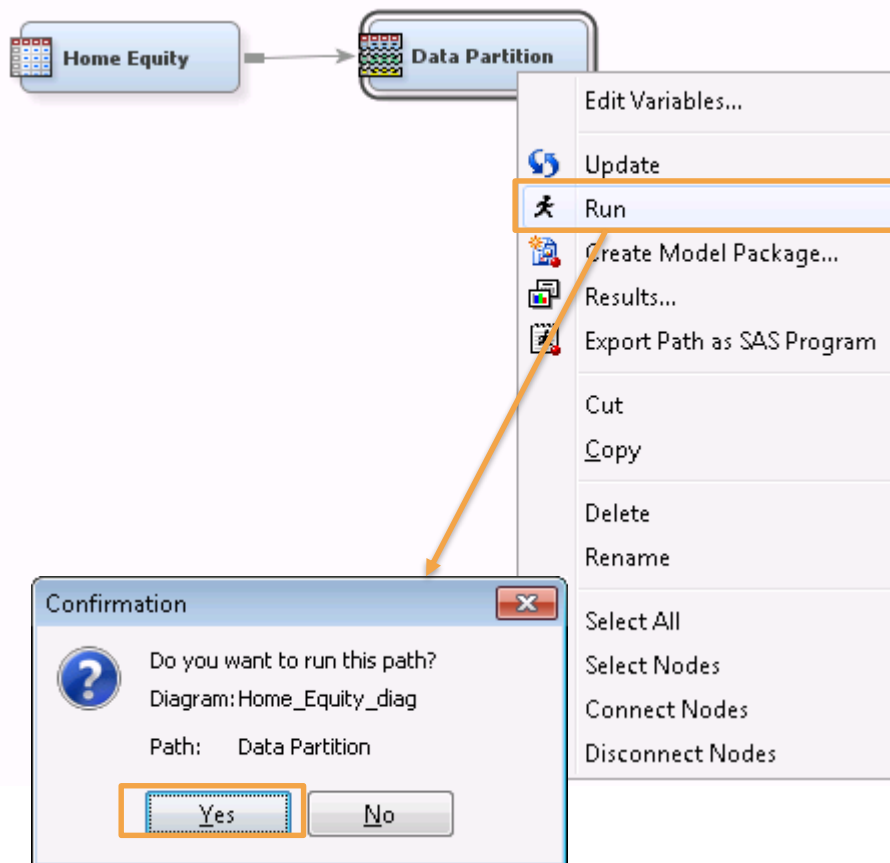 Home Equity
Data Partition
Edit Variables...
Update
Run
Create Model Package...
Results...
Export Path as SAS Program
Cut
Copy
Delete
Rename
Select All
Select Nodes
Connect Nodes
Disconnect Nodes
Confirmation
Do you want to run this path?
Diagram: Home_Equity_diag
Path: Data Partition
Yes No